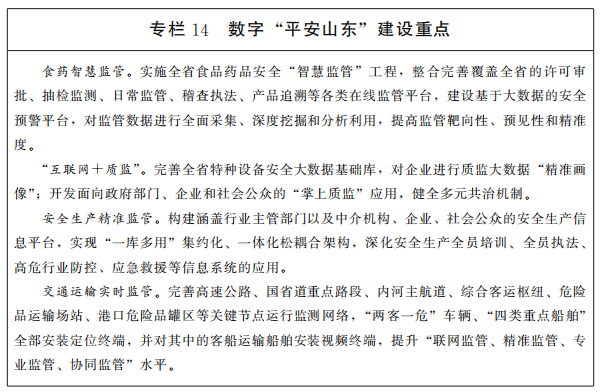 专栏 14 数字“平安山东”建设重点
食药智慧监管。实施全省食品药品安全“智慧监管”工程，整合完善覆盖全省的许可审
批、抽检监测、日常监管、稽查执法、产品追溯等各类在线监管平台，建设基于大数据的安全
预警平台，对监管数据进行全面采集、深度挖掘和分析利用，提高监管靶向性、预见性和精准
度。
“互联网＋质监”。完善全省特种设备安全大数据基础库，对企业进行质监大数据“精准画
像”；开发面向政府部门、企业和社会公众的“掌上质监”应用，健全多元共治机制。
安全生产精准监管。构建涵盖行业主管部门以及中介机构、企业、社会公众的安全生产信
息平台，实现“一库多用”集约化、一体化松耦合架构，深化安全生产全员培训、全员执法、
高危行业防控、应急救援等信息系统的应用。
交通运输实时监管。完善高速公路、国省道重点路段、内河主航道、综合客运枢纽、危险
品运输场站、港口危险品罐区等关键节点运行监测网络，“两客一危”车辆、“四类重点船舶”
全部安装定位终端，并对其中的客船运输船舶安装视频终端，提升“联网监管、精准监管、专
业监管、协同监管”水平。